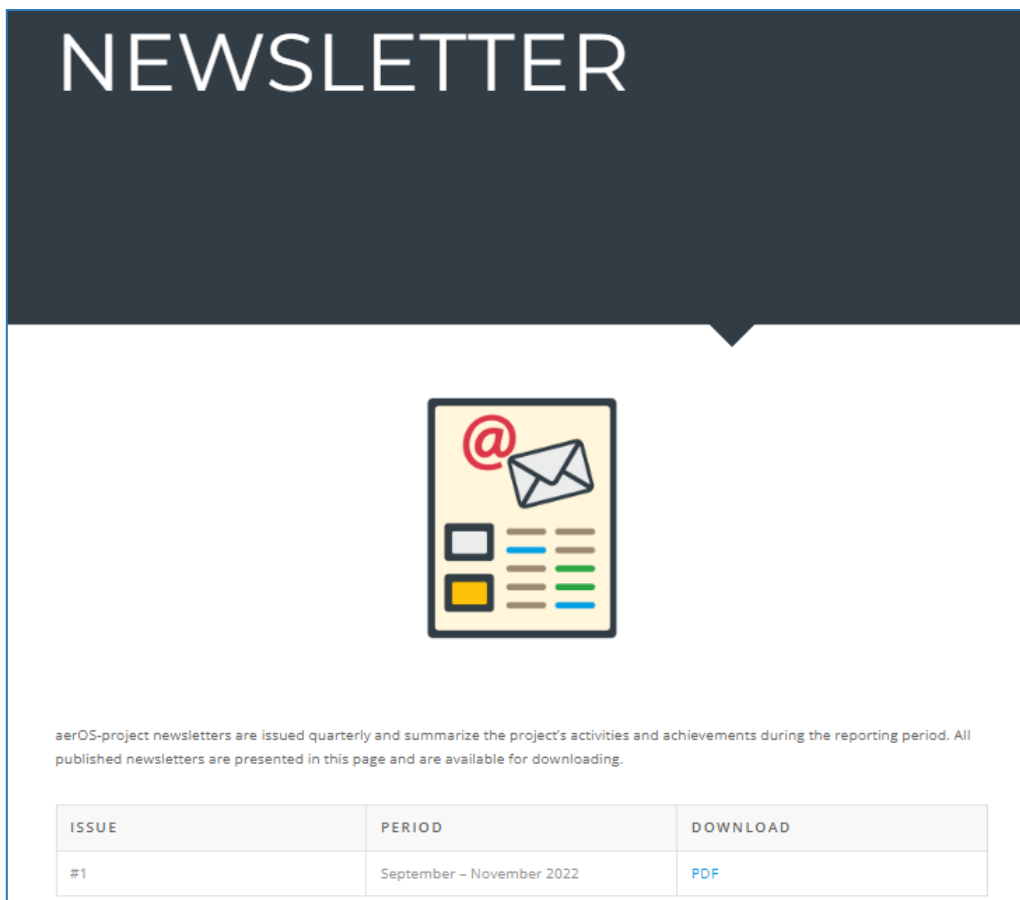 NEWSLETTER
@
aerOS-project newsletters are issued quarterly and summarize the project's activities and achievements during the reporting period. All
published newsletters are presented in this page and are available for downloading.
ISSUE PERIOD DOWNLOAD
#1 September – November 2022 PDF